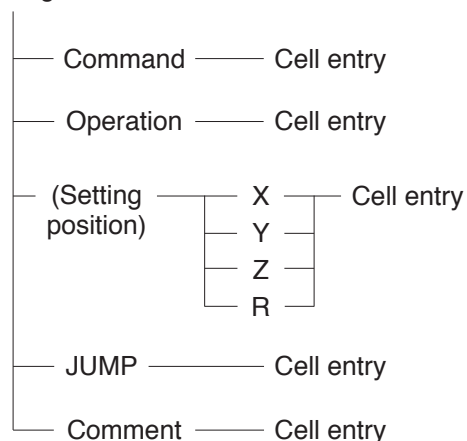 Command Cell entry
Operation Cell entry
(Setting position) X Cell entry
Y
Z
R
JUMP Cell entry
Comment Cell entry